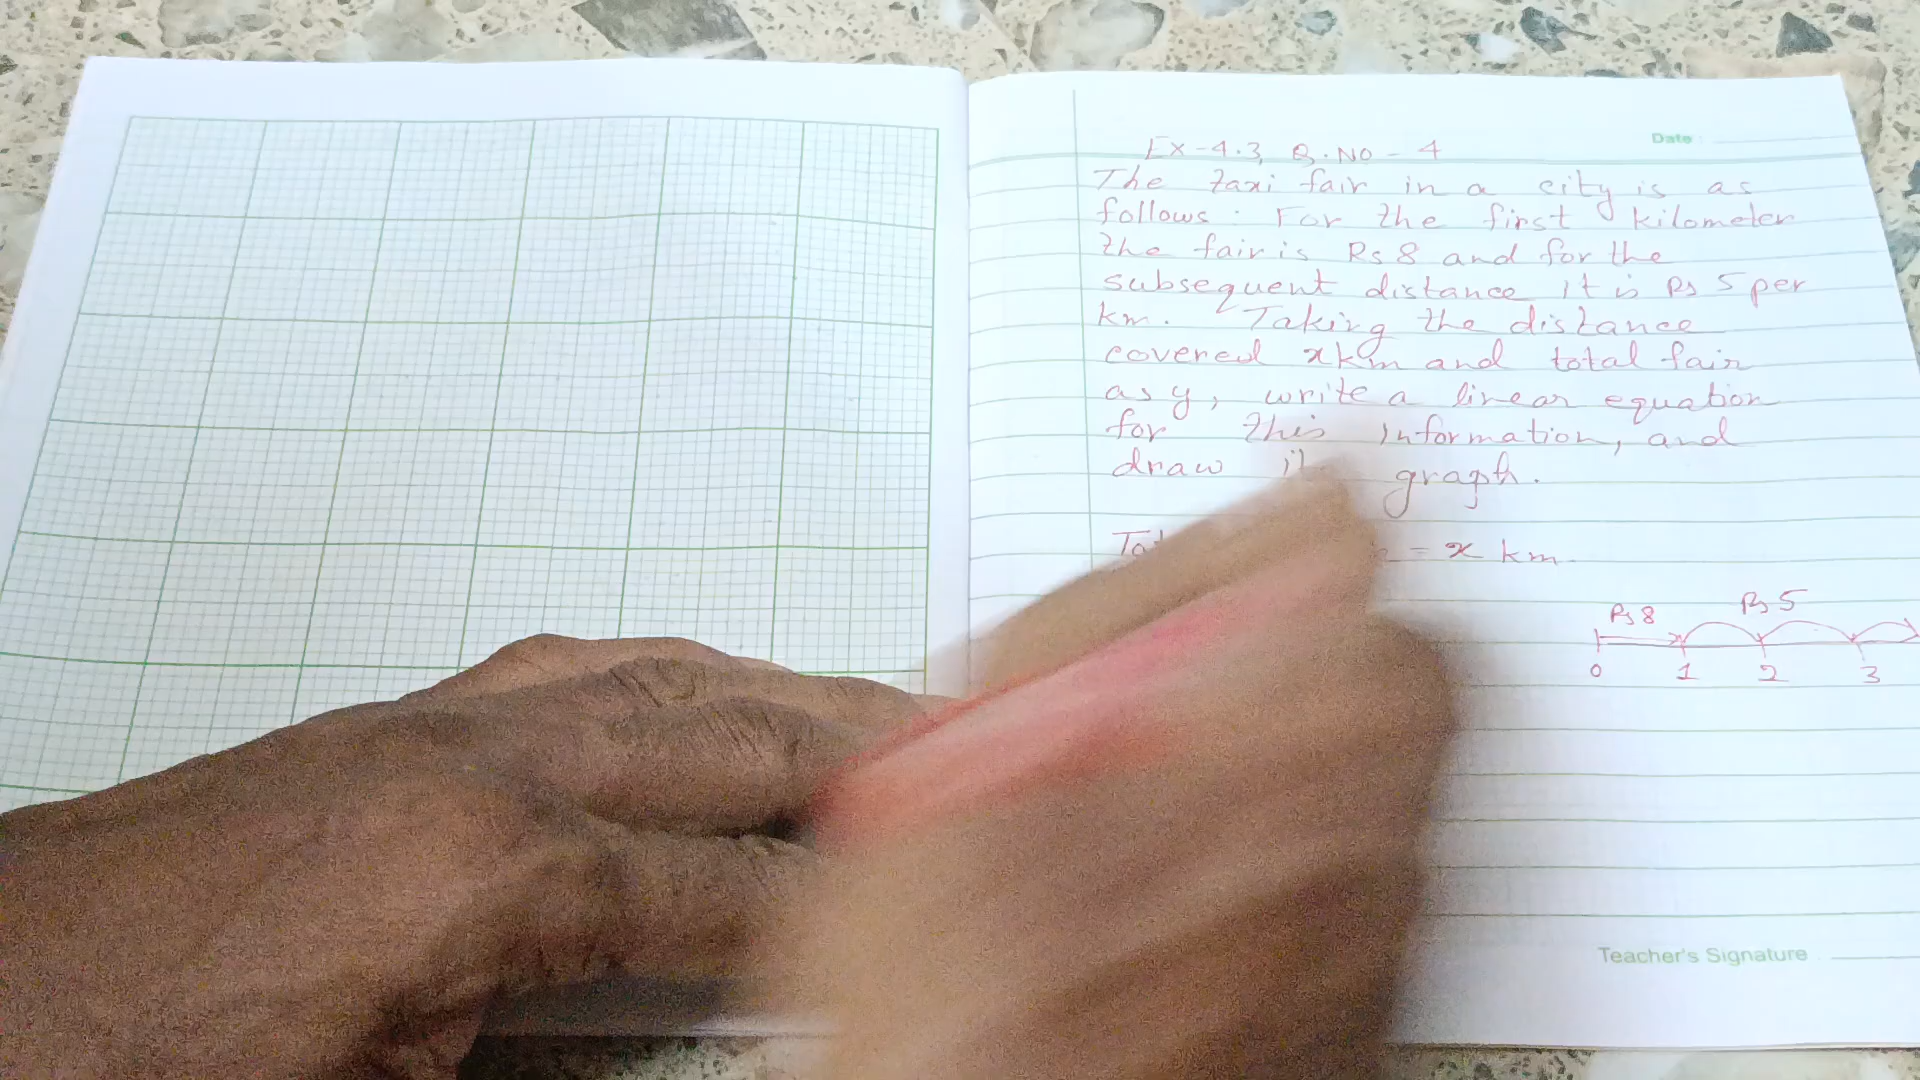 Date
Ex-4.3, Q.No - 4
The taxi fair in a city is as
follows: For the first kilometer
the fair is Rs 8 and for the
subsequent distance it is Rs 5 per
km. Taking the distance
covered x km and total fair
as y, write a linear equation
for this information, and
draw graph.
= x km
Rs 8 Rs 5
0 1 2 3
Teacher's Signature